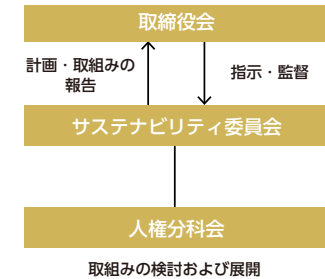 取締役会
計画・取組みの
報告
指示・監督
サステナビリティ委員会
人権分科会
取組みの検討および展開